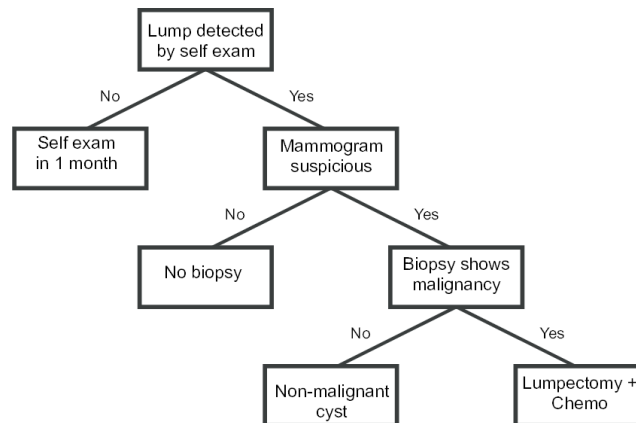 Lump detected
by self exam
No
Yes
Self exam
in 1 month
Mammogram
suspicious
No
Yes
No biopsy
Biopsy shows
malignancy
No
Yes
Non-malignant
cyst
Lumpectomy +
Chemo